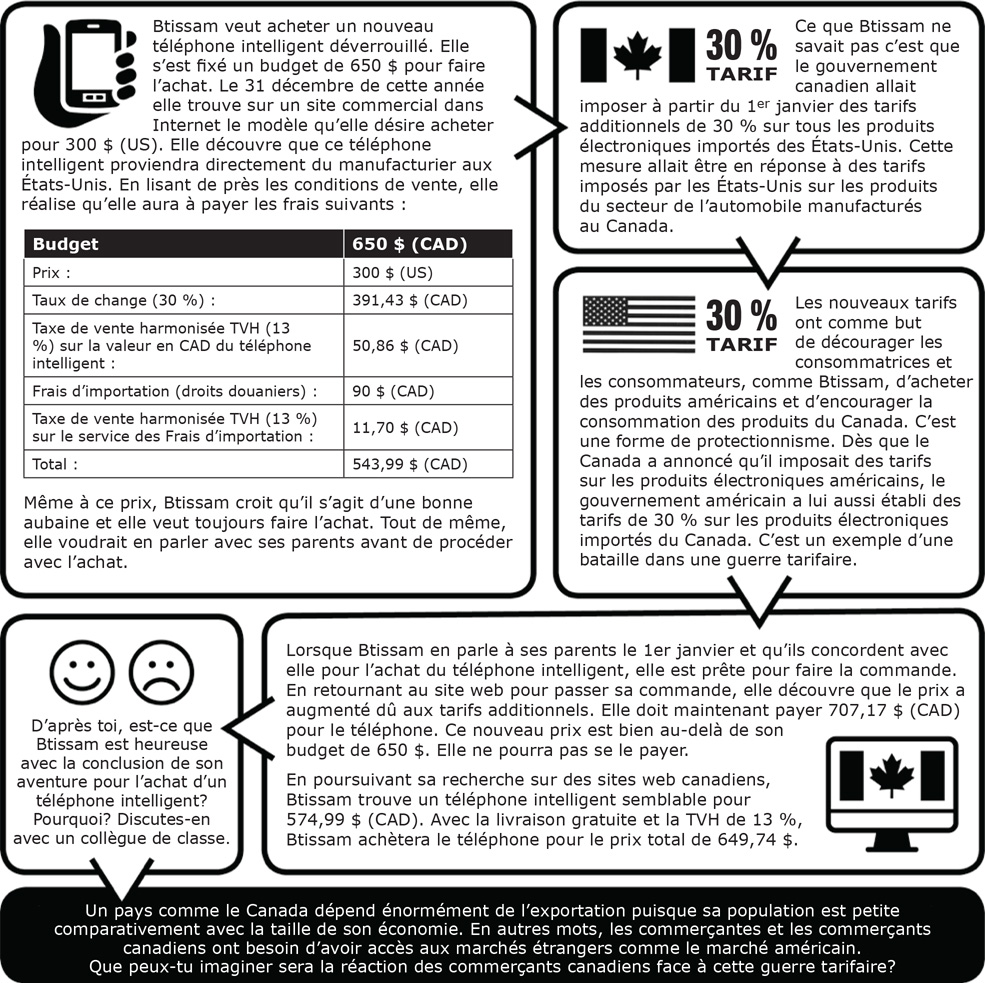 Btissam veut acheter un nouveau
téléphone intelligent déverrouillé. Elle
s’est fixé un budget de 650 $ pour faire
l’achat. Le 31 décembre de cette année
elle trouve sur un site commercial dans
Internet le modèle qu’elle désire acheter
pour 300 $ (US). Elle découvre que ce téléphone
intelligent proviendra directement du manufacturier aux
États-Unis. En lisant de près les conditions de vente, elle
réalise qu’elle aura à payer les frais suivants :
Budget 650 $ (CAD)
Prix : 300 $ (US)
Taux de change (30 %) : 391,43 $ (CAD)
Taxe de vente harmonisée TVH (13
%) sur la valeur en CAD du téléphone
intelligent :
50,86 $ (CAD)
Frais d’importation (droits douaniers) : 90 $ (CAD)
Taxe de vente harmonisée TVH (13 %)
sur le service des Frais d’importation :
11,70 $ (CAD)
Total : 543,99 $ (CAD)
Même à ce prix, Btissam croit qu’il s’agit d’une bonne
aubaine et elle veut toujours faire l’achat. Tout de même,
elle voudrait en parler avec ses parents avant de procéder
avec l’achat.
30 %
TARIF
Ce que Btissam ne
savait pas c’est que
le gouvernement
canadien allait
imposer à partir du 1er janvier des tarifs
additionnels de 30 % sur tous les produits
électroniques importés des États-Unis. Cette
mesure allait être en réponse à des tarifs
imposés par les États-Unis sur les produits
du secteur de l’automobile manufacturés
au Canada.
30 %
TARIF
Les nouveaux tarifs
ont comme but
de décourager les
consommatrices et
les consommateurs, comme Btissam, d’acheter
des produits américains et d’encourager la
consommation des produits du Canada. C’est
une forme de protectionnisme. Dès que le
Canada a annoncé qu’il imposait des tarifs
sur les produits électroniques américains, le
gouvernement américain a lui aussi établi des
tarifs de 30 % sur les produits électroniques
importés du Canada. C’est un exemple d’une
bataille dans une guerre tarifaire.
Lorsque Btissam en parle à ses parents le 1er janvier et qu’ils concordent avec
elle pour l’achat du téléphone intelligent, elle est prête pour faire la commande.
En retournant au site web pour passer sa commande, elle découvre que le prix a
augmenté dû aux tarifs additionnels. Elle doit maintenant payer 707,17 $ (CAD)
pour le téléphone. Ce nouveau prix est bien au-delà de son
budget de 650 $. Elle ne pourra pas se le payer.
En poursuivant sa recherche sur des sites web canadiens,
Btissam trouve un téléphone intelligent semblable pour
574,99 $ (CAD). Avec la livraison gratuite et la TVH de 13 %,
Btissam achètera le téléphone pour le prix total de 649,74 $.
D’après toi, est-ce que
Btissam est heureuse
avec la conclusion de son
aventure pour l’achat d’un
téléphone intelligent?
Pourquoi? Discutes-en
avec un collègue de classe.
Un pays comme le Canada dépend énormément de l’exportation puisque sa population est petite
comparativement avec la taille de son économie. En autres mots, les commerçantes et les commerçants
canadiens ont besoin d’avoir accès aux marchés étrangers comme le marché américain.
Que peux-tu imaginer sera la réaction des commerçants canadiens face à cette guerre tarifaire?